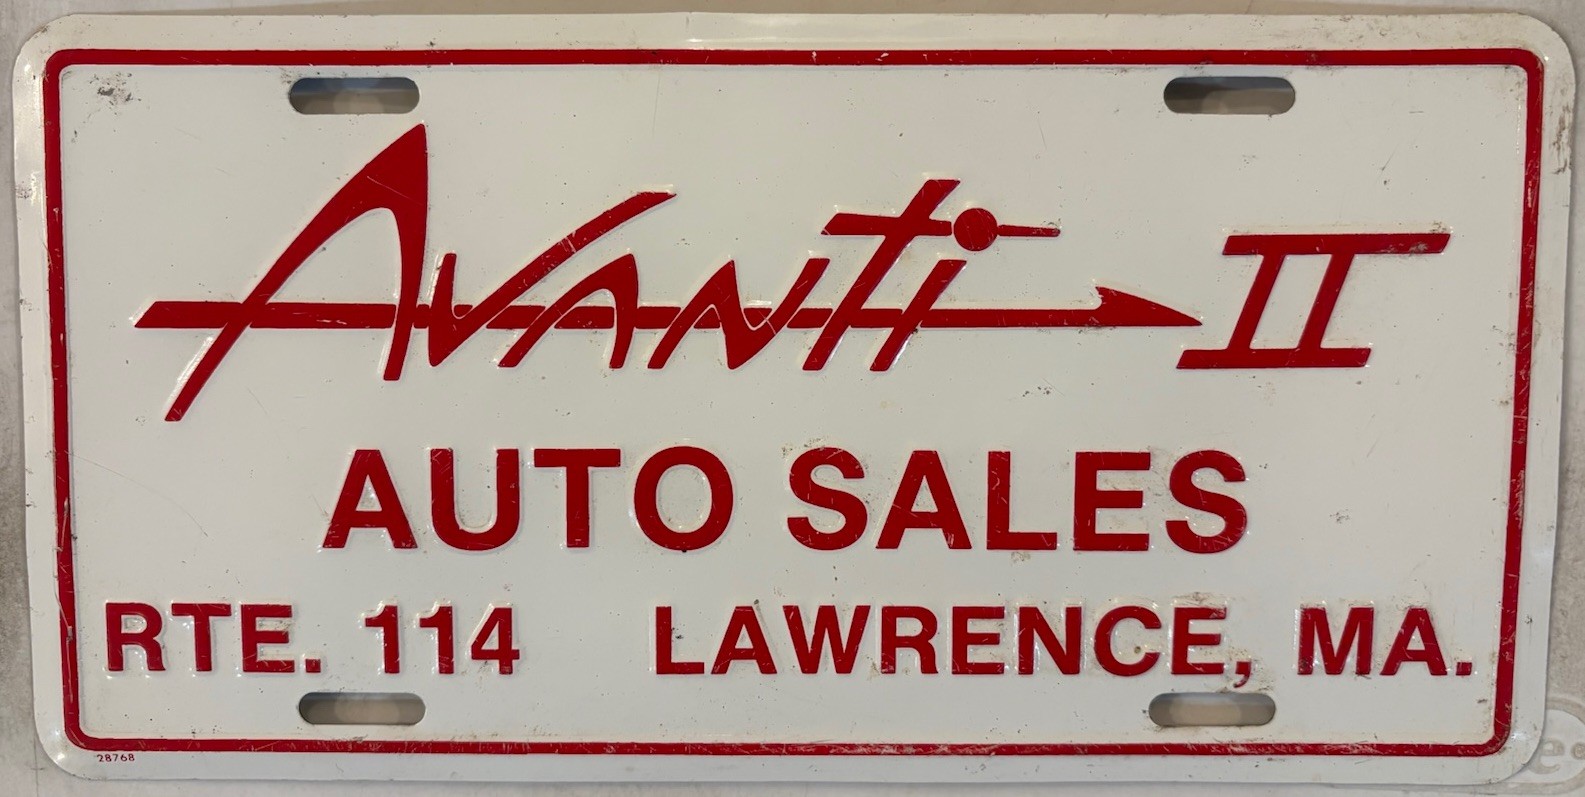 Avanti II
AUTO SALES
RTE. 114 LAWRENCE, MA.
28768